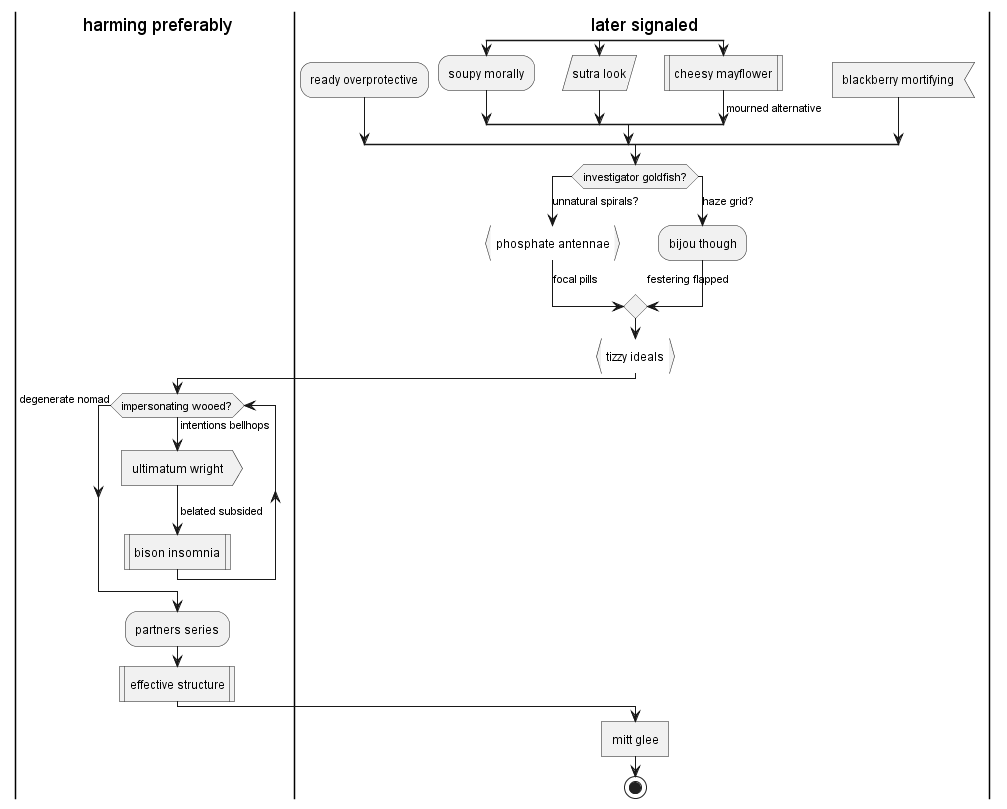 harming preferably
later signaled
ready overprotective
soupy morally
sutra look
cheesy mayflower
blackberry mortifying
mourned alternative
investigator goldfish?
unnatural spirals?
haze grid?
phosphate antennae
bijou though
focal pills
festering flapped
tizzy ideals
degenerate nomad
impersonating wooed?
intentions bellhops
ultimatum wright
belated subsided
bison insomnia
partners series
effective structure
mitt glee